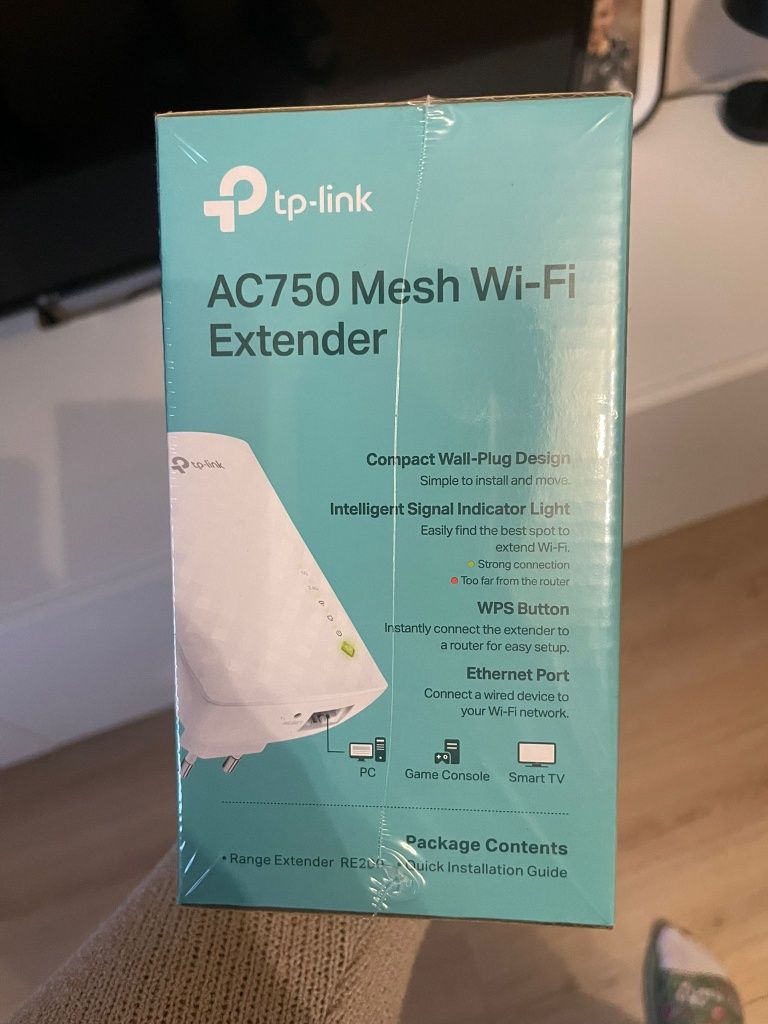 tp-link
AC750 Mesh Wi-Fi
Extender
tp-link
Compact Wall-Plug Design
Simple to install and move.
Intelligent Signal Indicator Light
Easily find the best spot to
extend Wi-Fi.
Strong connection
Too far from the router
WPS Button
Instantly connect the extender to
a router for easy setup.
Ethernet Port
Connect a wired device to
your Wi-Fi network.
PC
Game Console
Smart TV
Package Contents
• Range Extender • Quick Installation Guide